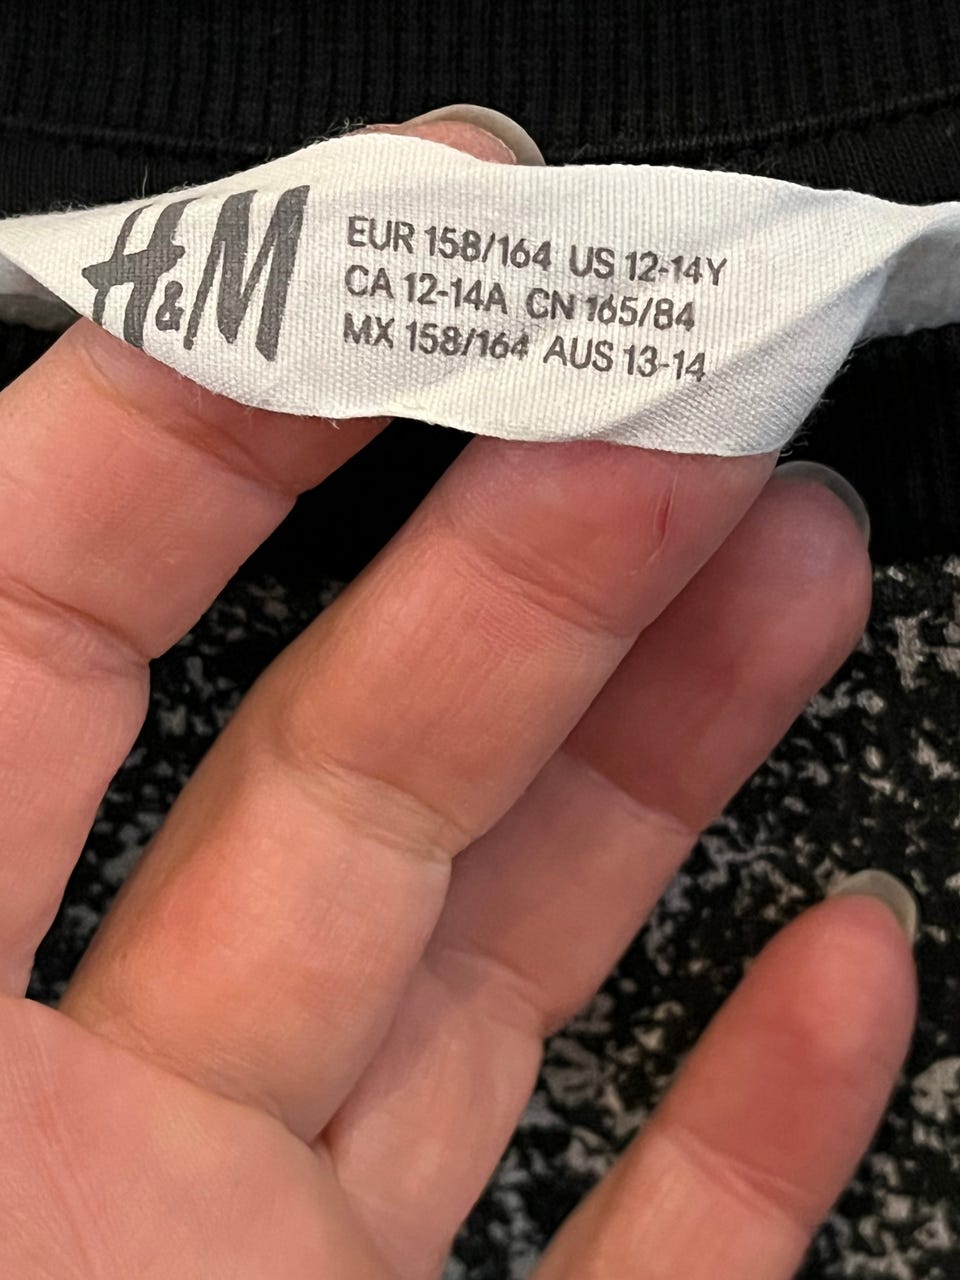 H&M
EUR 158/164 US 12-14Y
CA 12-14A CN 165/84
MX 158/164 AUS 13-14